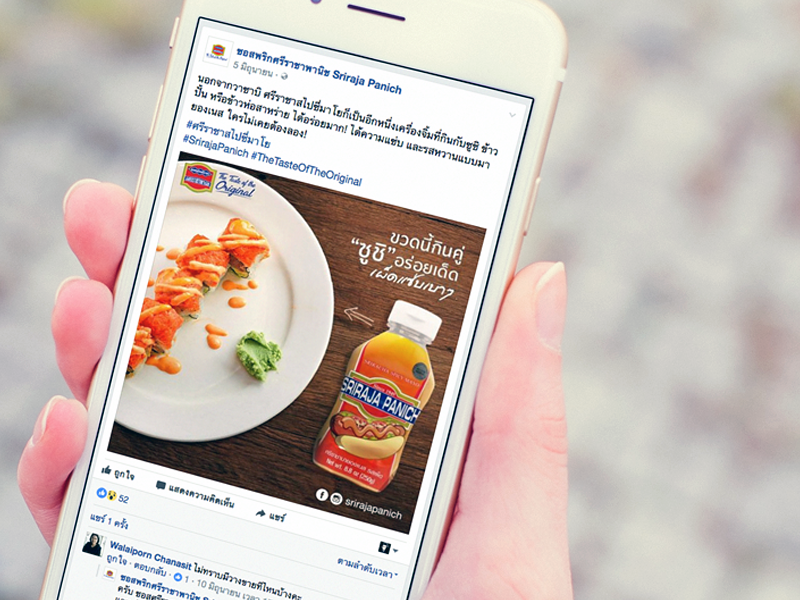 ซอสพริกศรีราชาพานิช Sriraja Panich
5 มิถุนายน ·
นอกจากวาซาบิ ศรีราชาสไปซี่มาโยก็เป็นอีกหนึ่งเครื่องจิ้มที่กินกับซูชิ ข้าว
ปั้น หรือข้าวห่อสาหร่าย ได้อร่อยมาก! ได้ความแซ่บ และรสหวานแบบมา
ยองเนส ใครไม่เคยต้องลอง!
#ศรีราชาสไปซี่มาโย
#SrirajaPanich #TheTasteOfTheOriginal
The Taste of the
Original
ขวดนี้กินคู่
"ซูชิ" อร่อยเด็ด
เผ็ดแซ่บเบาๆ
SRIRAJA PANICH
Net wt. 8.8 oz (250g)
srirajapanich
ถูกใจ แสดงความคิดเห็น แชร์
52
แชร์ 1 ครั้ง
ตามลำดับเวลา
Walaiporn Chanasit ไม่ทราบมีวางขายที่ไหนบ้างคะ
ถูกใจ · ตอบกลับ · 1 · 10 มิถุนายน เวลา
ซอสพริกศรีราชาพานิช
ครับ